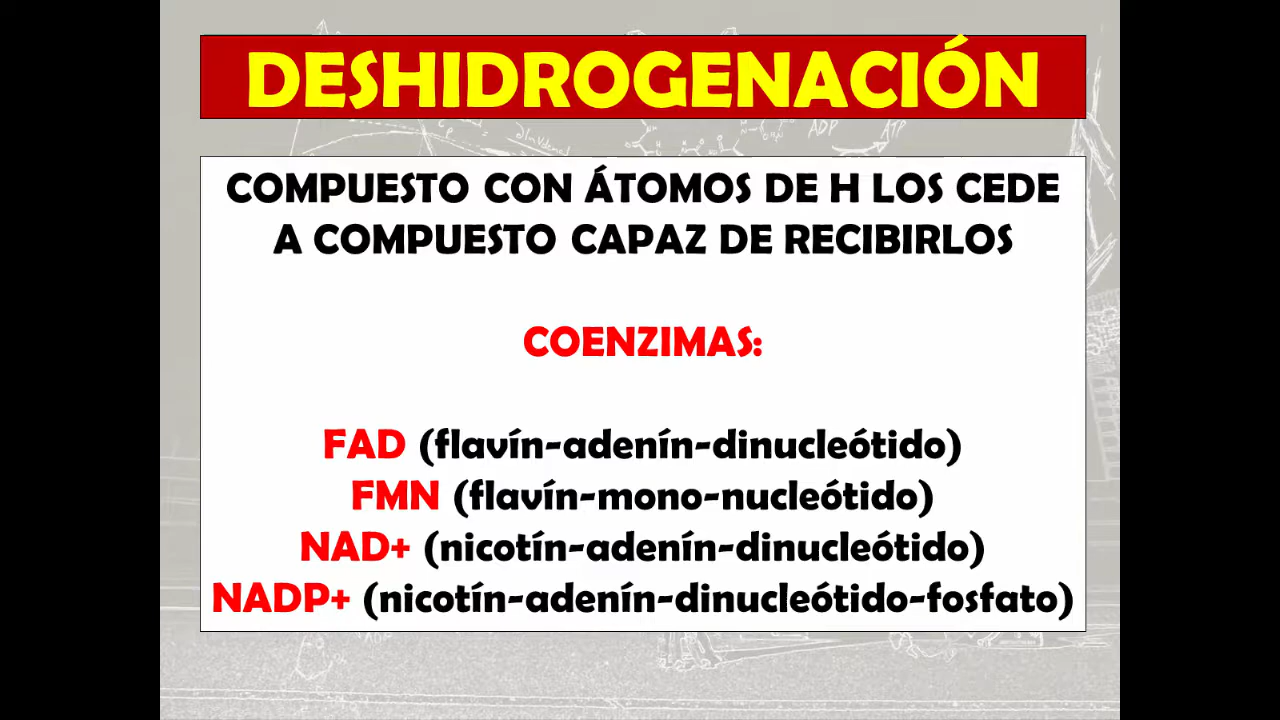 DESHIDROGENACIÓN
COMPUESTO CON ÁTOMOS DE H LOS CEDE
A COMPUESTO CAPAZ DE RECIBIRLOS
COENZIMAS:
FAD (flavín-adenín-dinucleótido)
FMN (flavín-mono-nucleótido)
NAD+ (nicotín-adenín-dinucleótido)
NADP+ (nicotín-adenín-dinucleótido-fosfato)